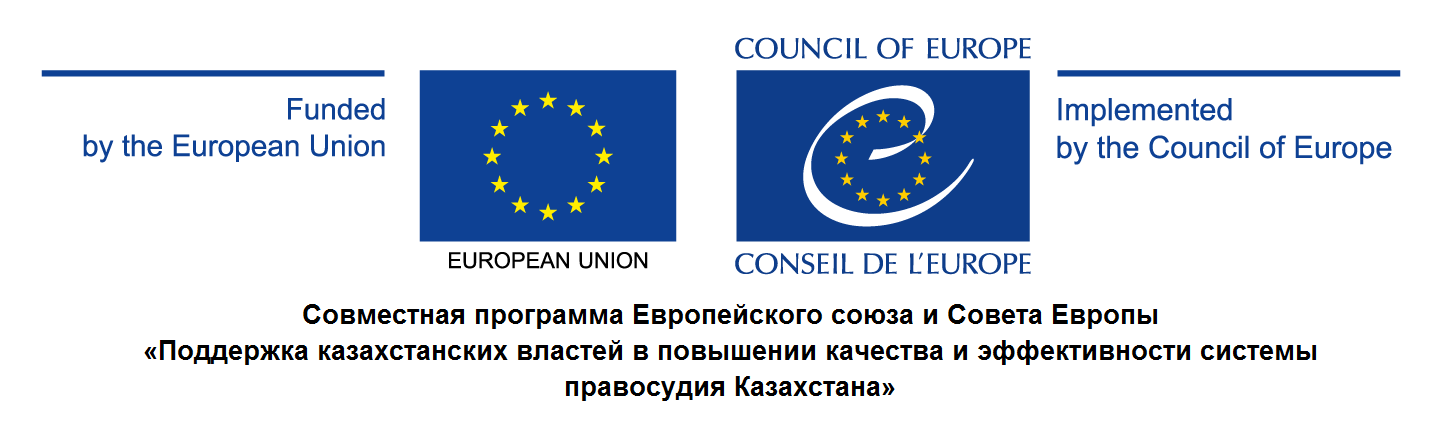 Funded
by the European Union
EUROPEAN UNION
COUNCIL OF EUROPE
CONSEIL DE L'EUROPE
Implemented
by the Council of Europe
Совместная программа Европейского союза и Совета Европы
«Поддержка казахстанских властей в повышении качества и эффективности системы
правосудия Казахстана»